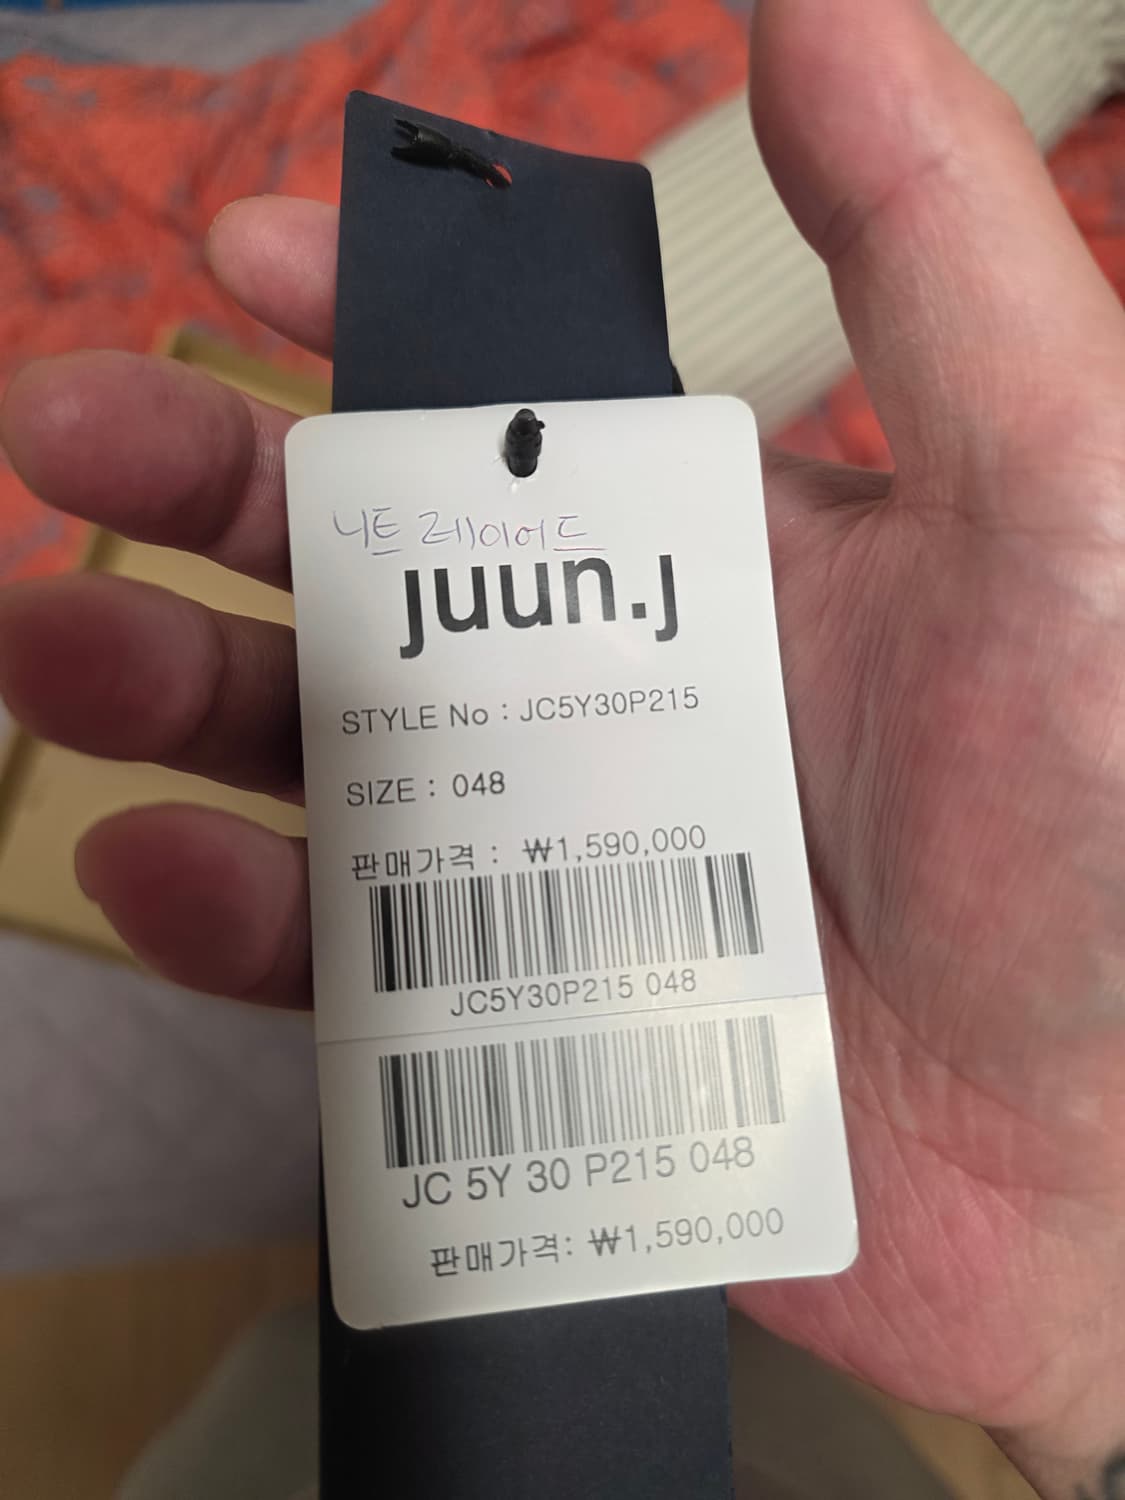 니트 레이어드
juun.j
STYLE No : JC5Y30P215
SIZE : 048
판매가격 : ₩1,590,000
JC5Y30P215 048
JC 5Y 30 P215 048
판매가격: ₩1,590,000